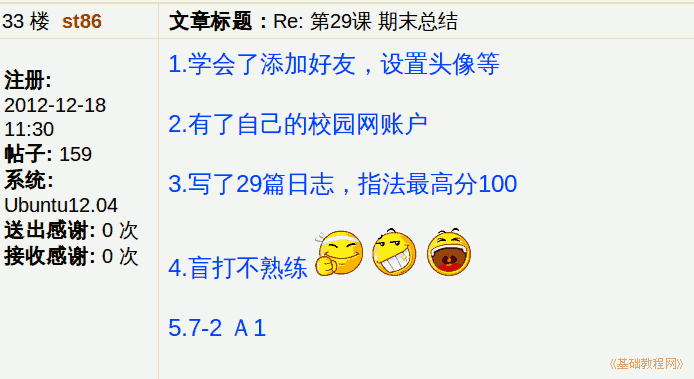 33 楼 st86
文章标题：Re: 第29课 期末总结
注册:
2012-12-18
11:30
帖子: 159
系统:
Ubuntu12.04
送出感谢: 0 次
接收感谢: 0 次
1.学会了添加好友，设置头像等
2.有了自己的校园网账户
3.写了29篇日志，指法最高分100
4.盲打不熟练
5.7-2 A 1
《基础教程网》